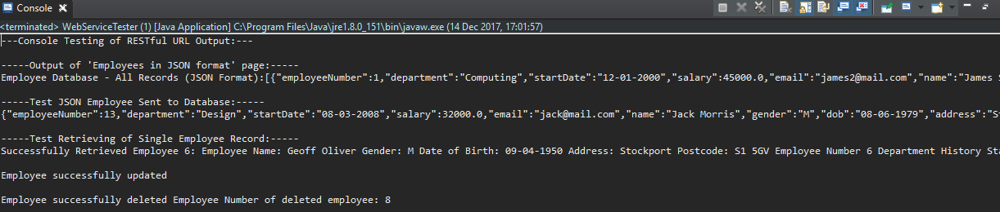 Console
<terminated> WebServiceTester (1) [Java Application] C:\Program Files\Java\jre1.8.0_151\bin\javaw.exe (14 Dec 2017, 17:01:57)
---Console Testing of RESTful URL Output:---
-----Output of 'Employees in JSON format' page:-----
Employee Database - All Records (JSON Format):[{"employeeNumber":1,"department":"Computing","startDate":"12-01-2000","salary":45000.0,"email":"james2@mail.com","name":"James
-----Test JSON Employee Sent to Database:-----
{"employeeNumber":13,"department":"Design","startDate":"08-03-2008","salary":32000.0,"email":"jack@mail.com","name":"Jack Morris","gender":"M","dob":"08-06-1979","address":"St
-----Test Retrieving of Single Employee Record:-----
Successfully Retrieved Employee 6: Employee Name: Geoff Oliver Gender: M Date of Birth: 09-04-1950 Address: Stockport Postcode: S1 5GV Employee Number 6 Department History Sta
Employee successfully updated
Employee successfully deleted Employee Number of deleted employee: 8